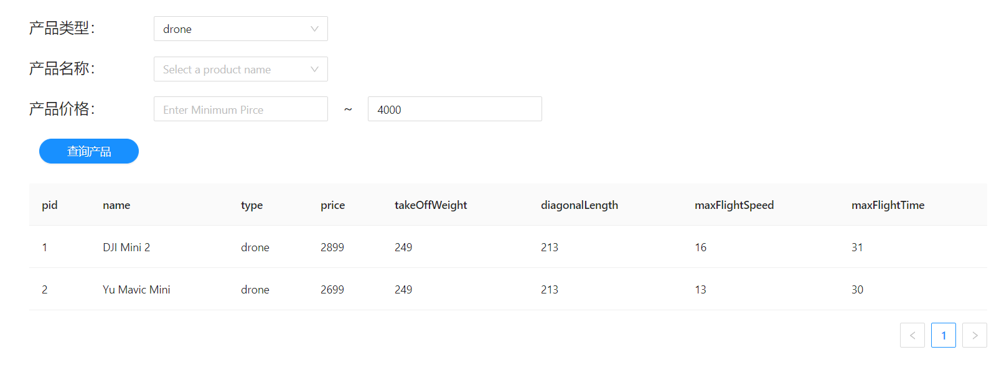 产品类型： drone
产品名称： Select a product name
产品价格： Enter Minimum Pirce ~ 4000
查询产品
pid name type price takeOffWeight diagonalLength maxFlightSpeed maxFlightTime
1 DJI Mini 2 drone 2899 249 213 16 31
2 Yu Mavic Mini drone 2699 249 213 13 30
< 1 >